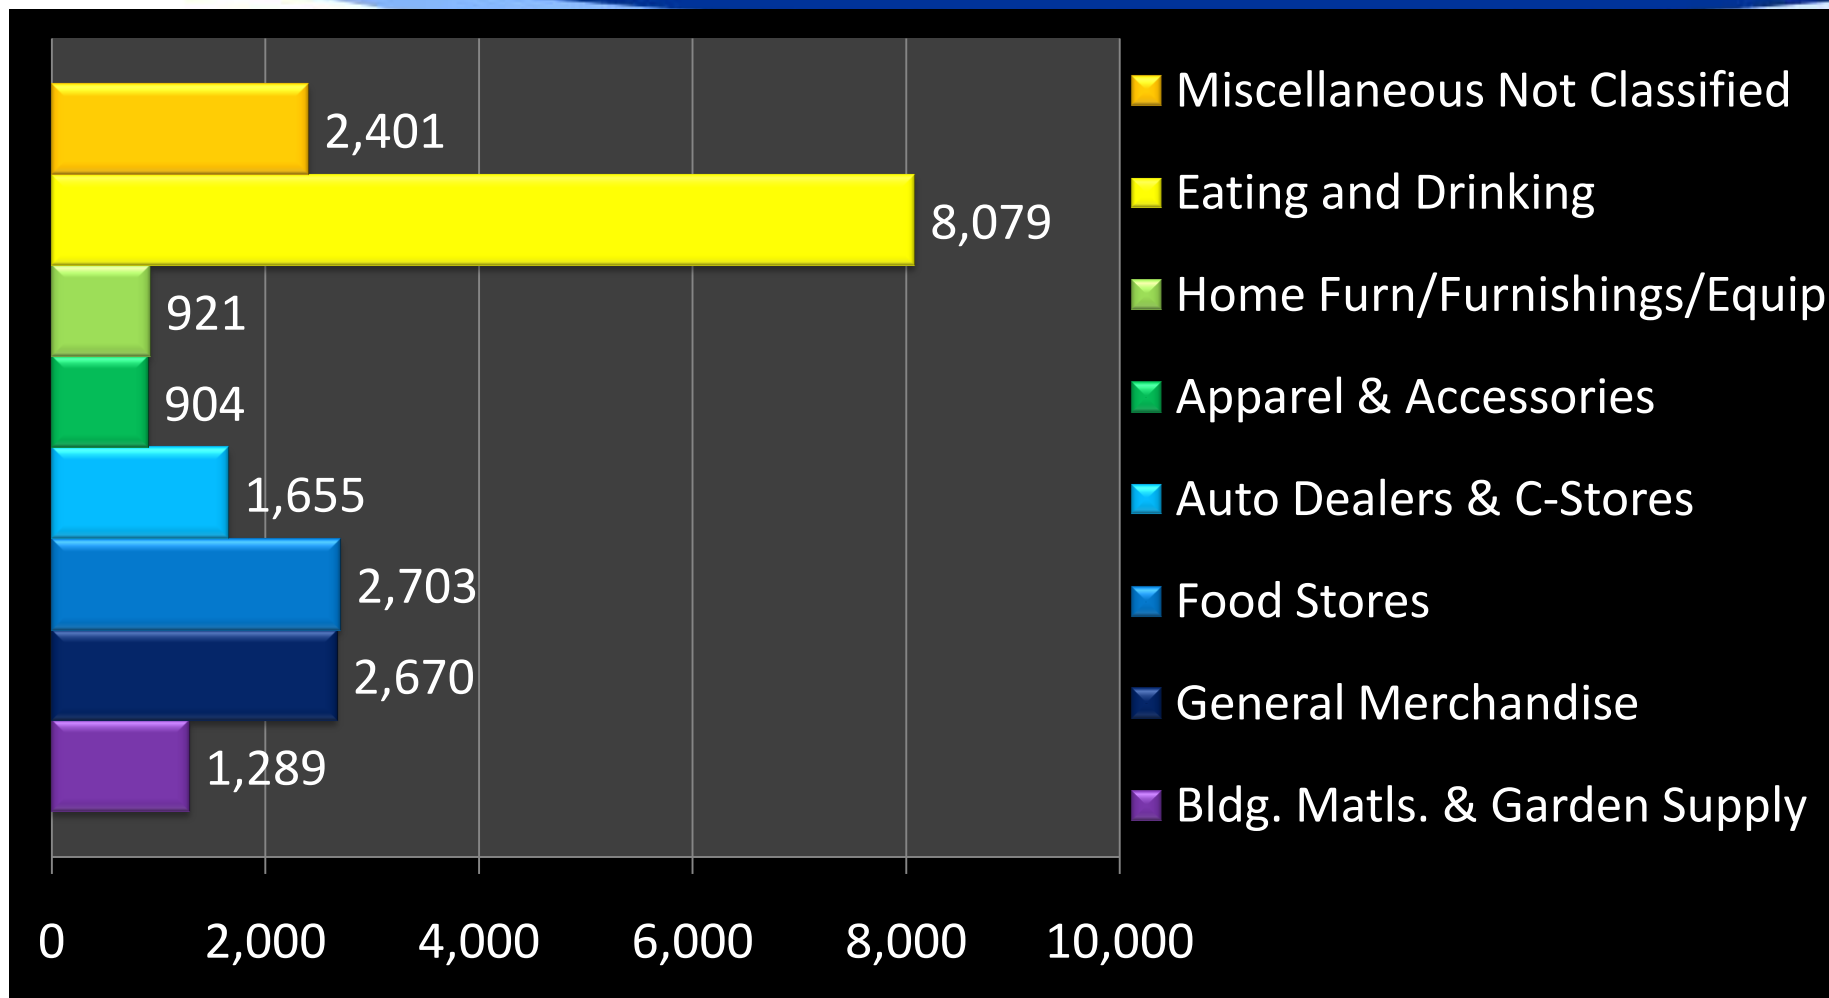 2,401
8,079
921
904
1,655
2,703
2,670
1,289
0 2,000 4,000 6,000 8,000 10,000
Miscellaneous Not Classified
Eating and Drinking
Home Furn/Furnishings/Equip
Apparel & Accessories
Auto Dealers & C-Stores
Food Stores
General Merchandise
Bldg. Matls. & Garden Supply